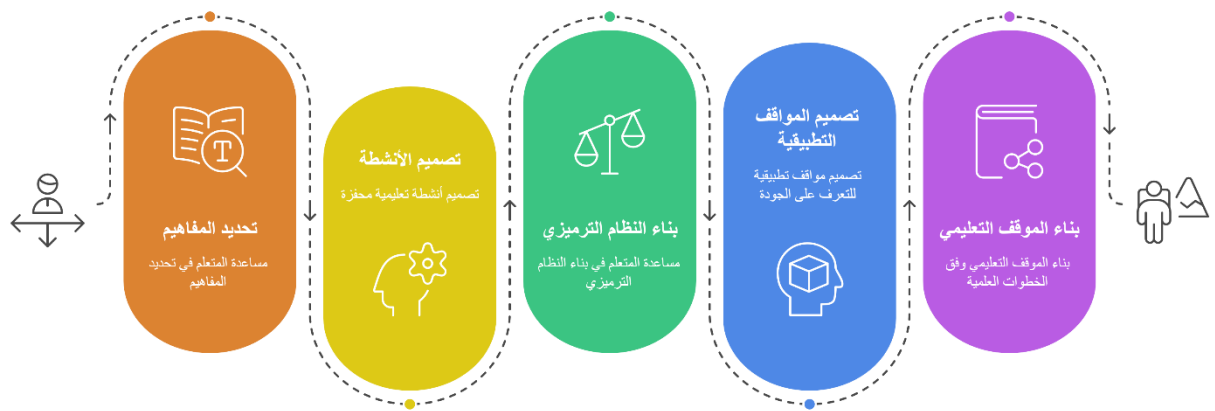 تحديد المفاهيم
مساعدة المتعلم في تحديد
المفاهيم
تصميم الأنشطة
تصميم أنشطة تعليمية محفزة
بناء النظام الترميزي
مساعدة المتعلم في بناء النظام
الترميزي
تصميم المواقف
التطبيقية
تصميم مواقف تطبيقية
للتعرف على الجودة
بناء الموقف التعليمي
بناء الموقف التعليمي وفق
الخطوات العلمية
T